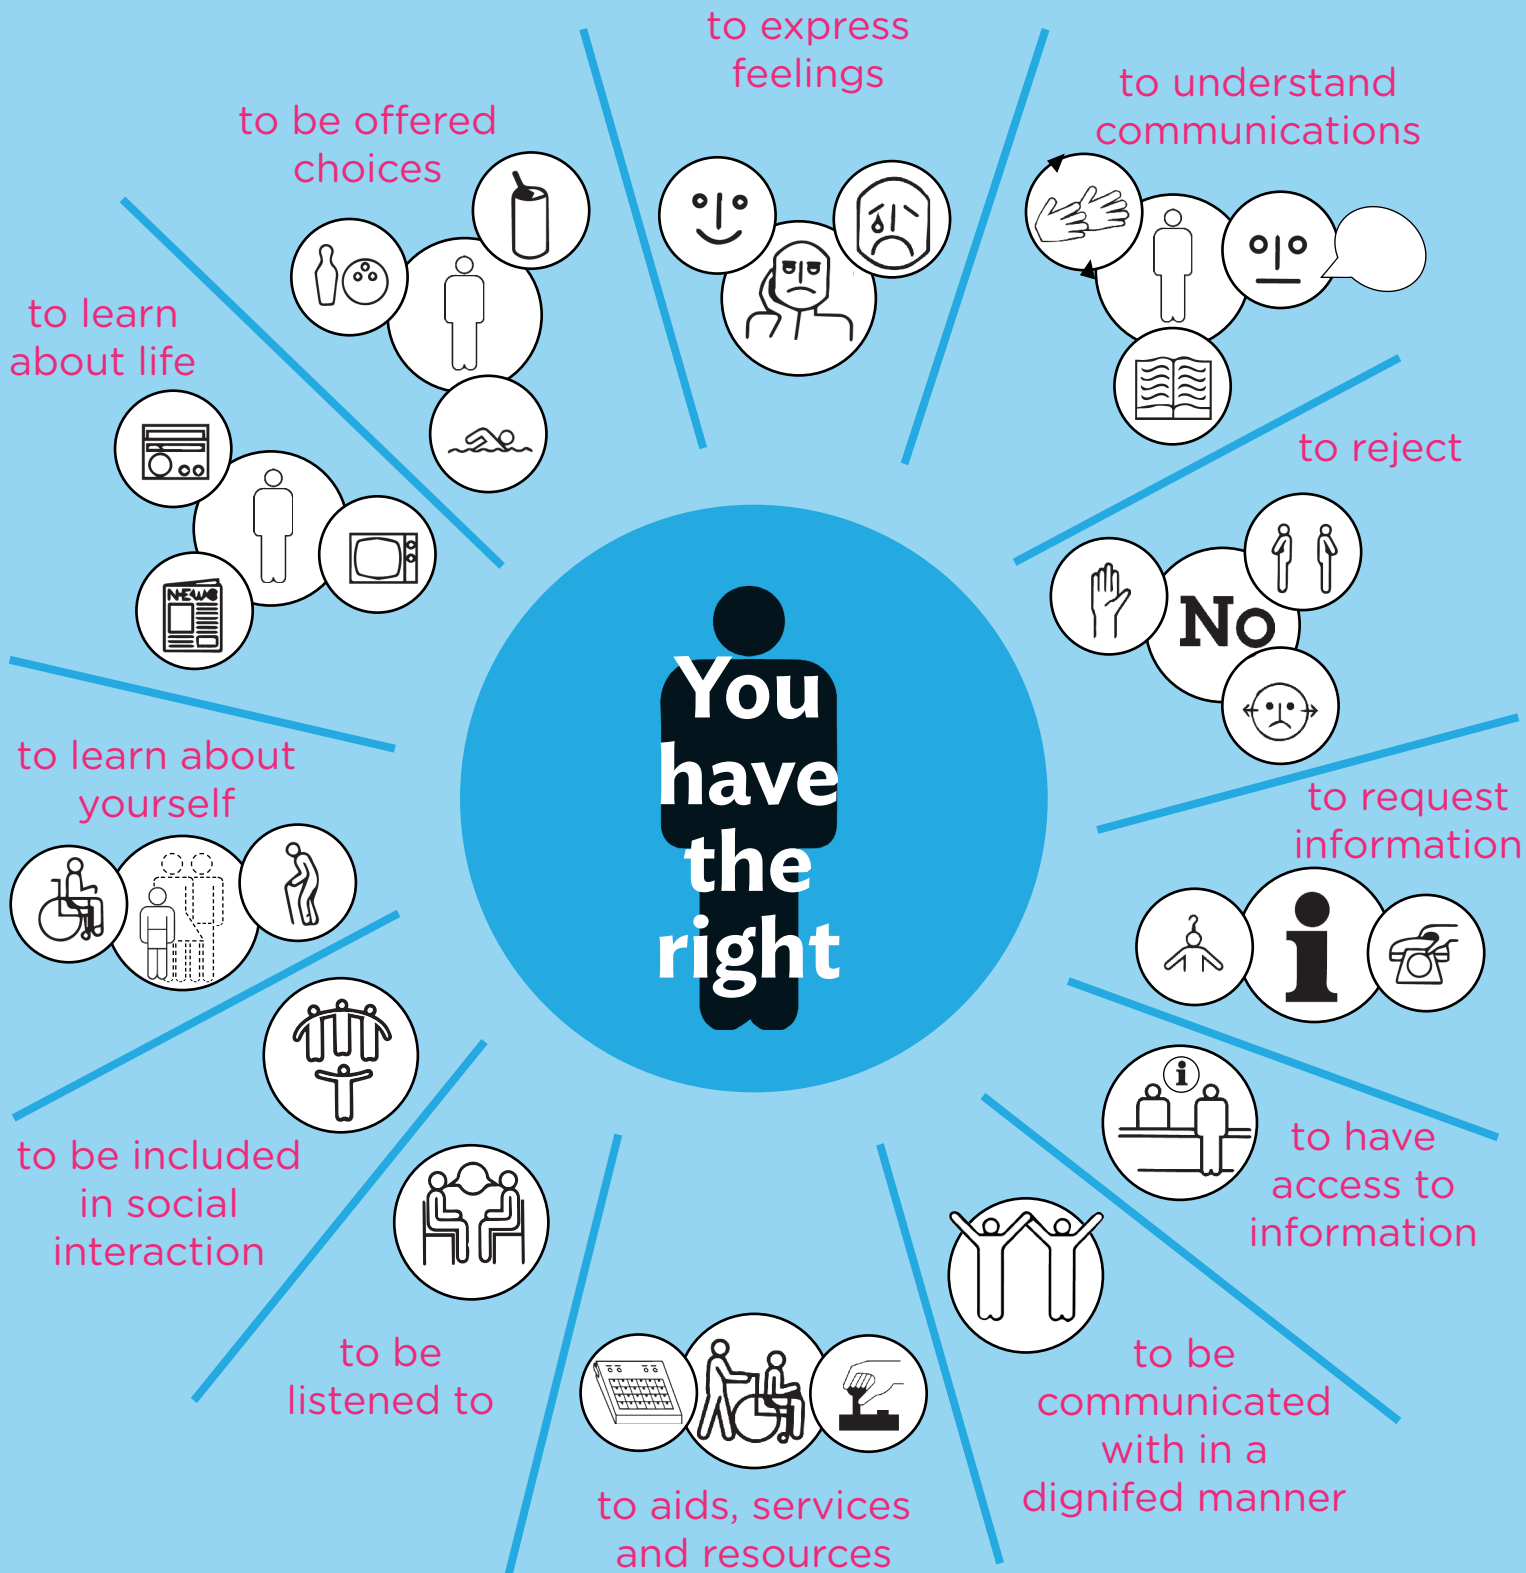 You
have
the
right
to express
feelings
to understand
communications
to reject
No
to request
information
i
i
to have
access to
information
to be
communicated
with in a
dignifed manner
to aids, services
and resources
to be
listened to
to be included
in social
interaction
to learn about
yourself
to learn
about life
NEWS
to be offered
choices